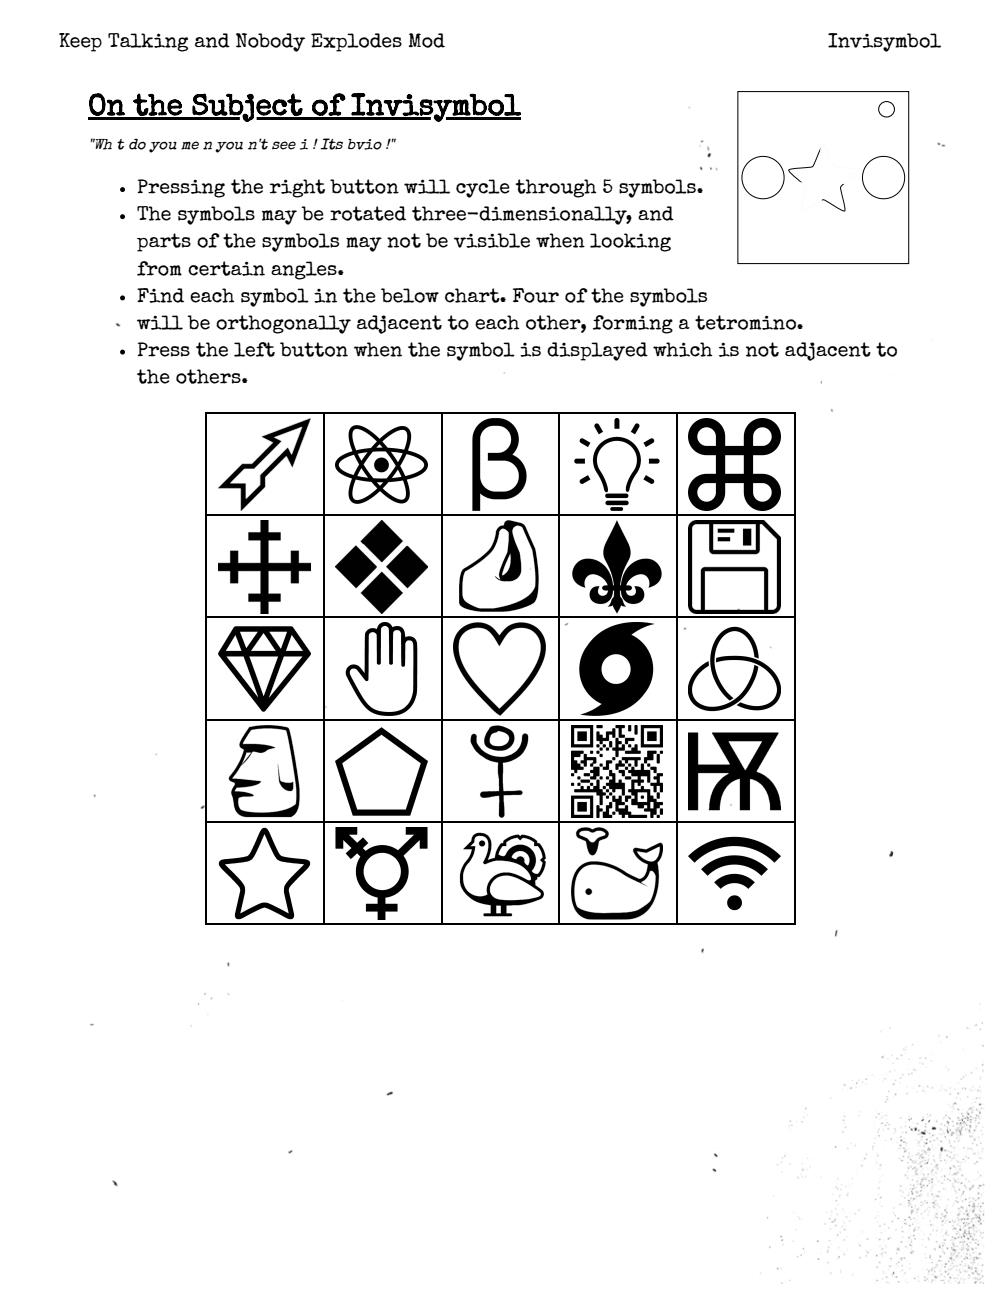 Keep Talking and Nobody Explodes Mod
Invisymbol
On the Subject of Invisymbol
"Wh t do you me n you n't see i ! Its bvio !"
• Pressing the right button will cycle through 5 symbols.
• The symbols may be rotated three-dimensionally, and
parts of the symbols may not be visible when looking
from certain angles.
• Find each symbol in the below chart. Four of the symbols
will be orthogonally adjacent to each other, forming a tetromino.
• Press the left button when the symbol is displayed which is not adjacent to
the others.
β